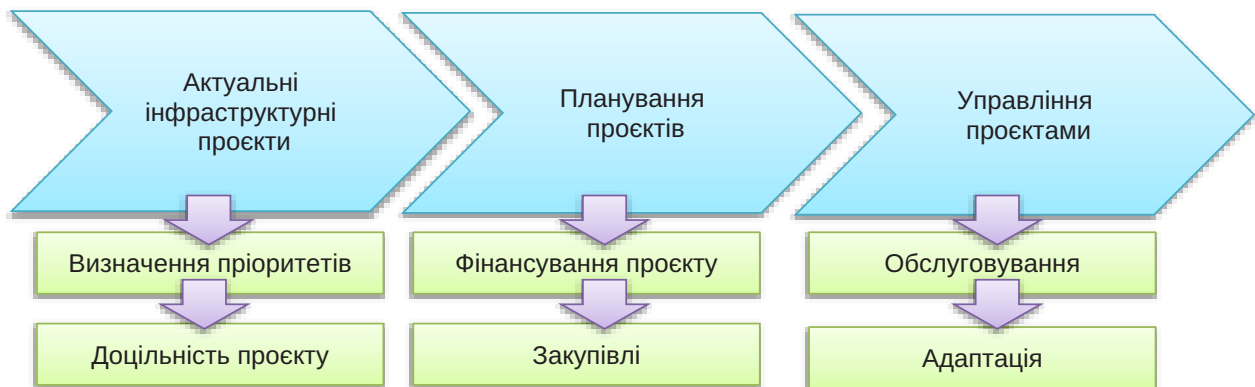 Актуальні
інфраструктурні
проєкти
Планування
проєктів
Управління
проєктами
Визначення пріоритетів
Фінансування проєкту
Обслуговування
Доцільність проєкту
Закупівлі
Адаптація